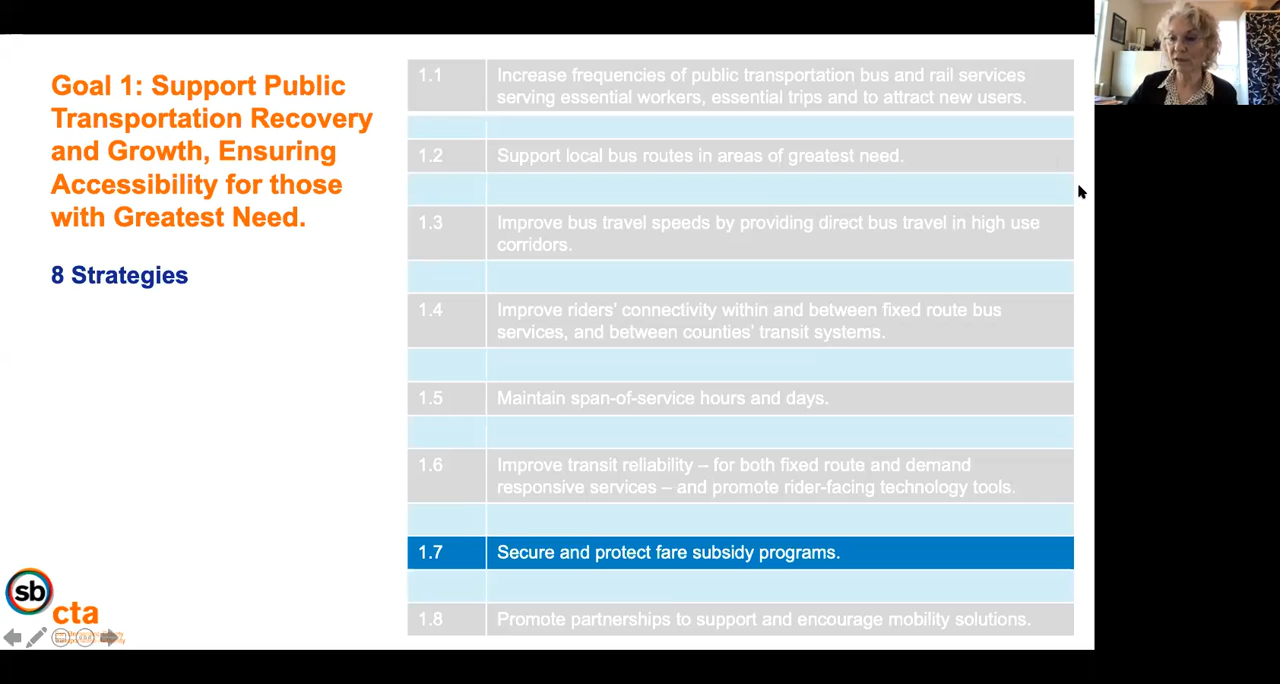 Goal 1: Support Public
Transportation Recovery
and Growth, Ensuring
Accessibility for those
with Greatest Need.
8 Strategies
1.1 Increase frequencies of public transportation bus and rail services
serving essential workers, essential trips and to attract new users.
1.2 Support local bus routes in areas of greatest need.
1.3 Improve bus travel speeds by providing direct bus travel in high use
corridors.
1.4 Improve riders' connectivity within and between fixed route bus
services, and between counties' transit systems.
1.5 Maintain span-of-service hours and days.
1.6 Improve transit reliability – for both fixed route and demand
responsive services – and promote rider-facing technology tools.
1.7 Secure and protect fare subsidy programs.
1.8 Promote partnerships to support and encourage mobility solutions.
sb
cta